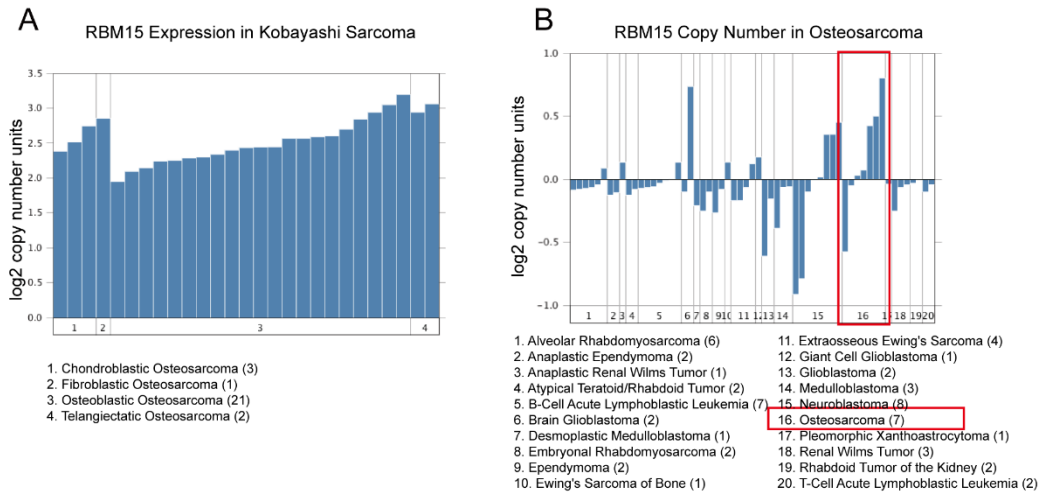 A
RBM15 Expression in Kobayashi Sarcoma
log2 copy number units
3.5
3.0
2.5
2.0
1.5
1.0
0.5
0.0
1 2 3 4
1. Chondroblastic Osteosarcoma (3)
2. Fibroblastic Osteosarcoma (1)
3. Osteoblastic Osteosarcoma (21)
4. Telangiectatic Osteosarcoma (2)
B
RBM15 Copy Number in Osteosarcoma
log2 copy number units
1.0
0.5
0.0
−0.5
−1.0
1 2 3 4 5 6 7 8 9 10 11 12 13 14 15 16 18 19 20
1. Alveolar Rhabdomyosarcoma (6)
2. Anaplastic Ependymoma (2)
3. Anaplastic Renal Wilms Tumor (1)
4. Atypical Teratoid/Rhabdoid Tumor (2)
5. B-Cell Acute Lymphoblastic Leukemia (7)
6. Brain Glioblastoma (2)
7. Desmoplastic Medulloblastoma (1)
8. Embryonal Rhabdomyosarcoma (2)
9. Ependymoma (2)
10. Ewing's Sarcoma of Bone (1)
11. Extraosseous Ewing's Sarcoma (4)
12. Giant Cell Glioblastoma (1)
13. Glioblastoma (2)
14. Medulloblastoma (3)
15. Neuroblastoma (8)
16. Osteosarcoma (7)
17. Pleomorphic Xanthoastrocytoma (1)
18. Renal Wilms Tumor (3)
19. Rhabdoid Tumor of the Kidney (2)
20. T-Cell Acute Lymphoblastic Leukemia (2)